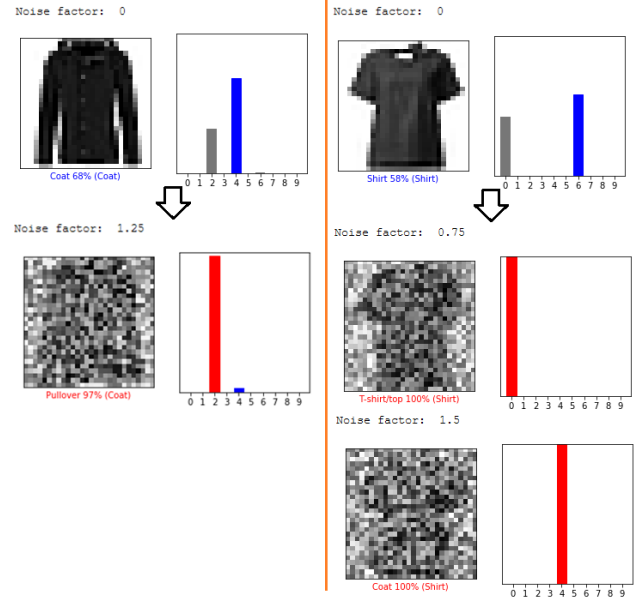 Noise factor:  0
0 1 2 3 4 5 6 7 8 9
Coat 68% (Coat)
Noise factor:  1.25
0 1 2 3 4 5 6 7 8 9
Pullover 97% (Coat)
Noise factor:  0
0 1 2 3 4 5 6 7 8 9
Shirt 58% (Shirt)
Noise factor:  0.75
0 1 2 3 4 5 6 7 8 9
T-shirt/top 100% (Shirt)
Noise factor:  1.5
0 1 2 3 4 5 6 7 8 9
Coat 100% (Shirt)